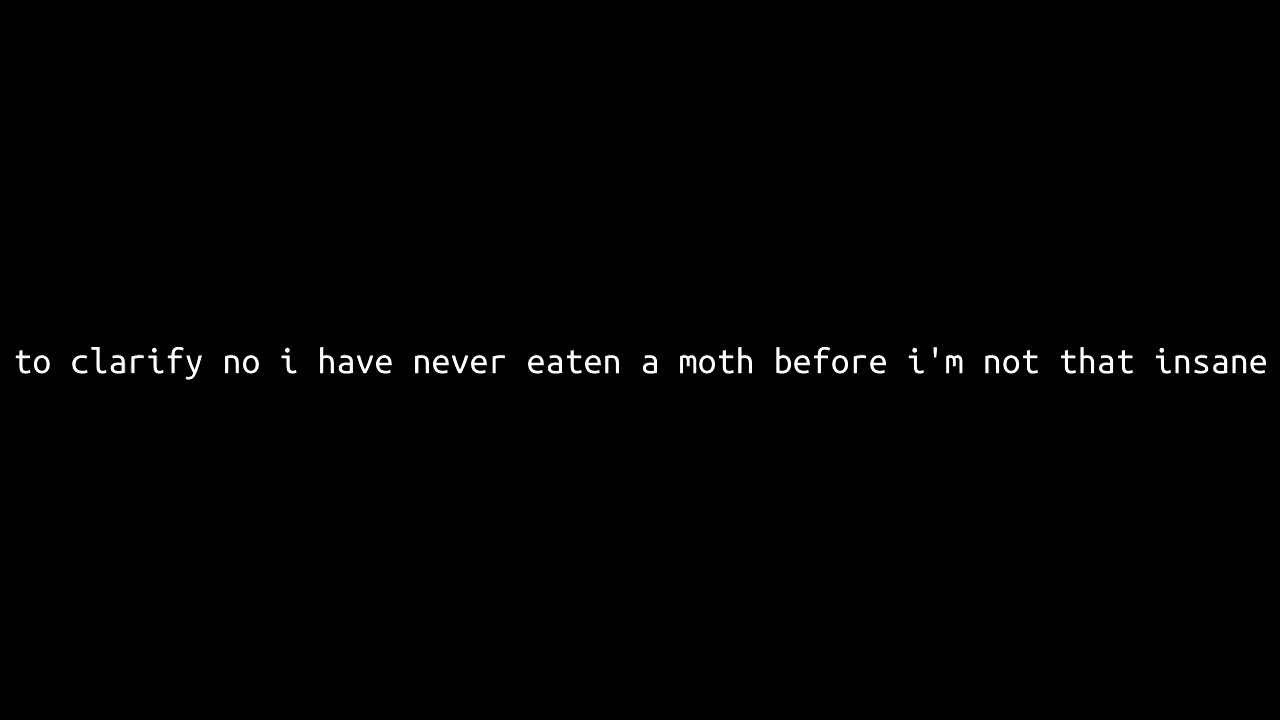 to clarify no i have never eaten a moth before i'm not that insane